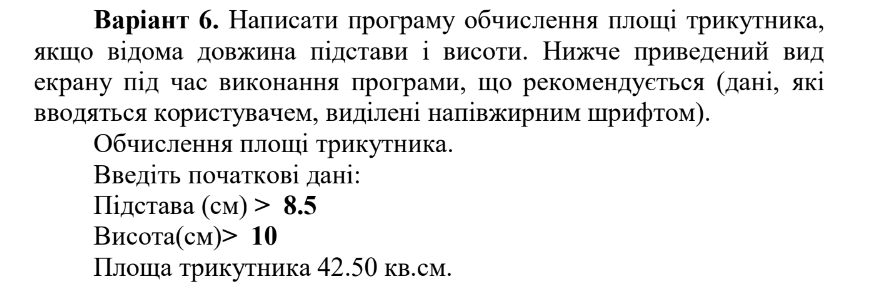 Варіант 6. Написати програму обчислення площі трикутника,
якщо відома довжина підстави і висоти. Нижче приведений вид
екрану під час виконання програми, що рекомендується (дані, які
вводяться користувачем, виділені напівжирним шрифтом).
Обчислення площі трикутника.
Введіть початкові дані:
Підстава (см) > 8.5
Висота(см)> 10
Площа трикутника 42.50 кв.см.